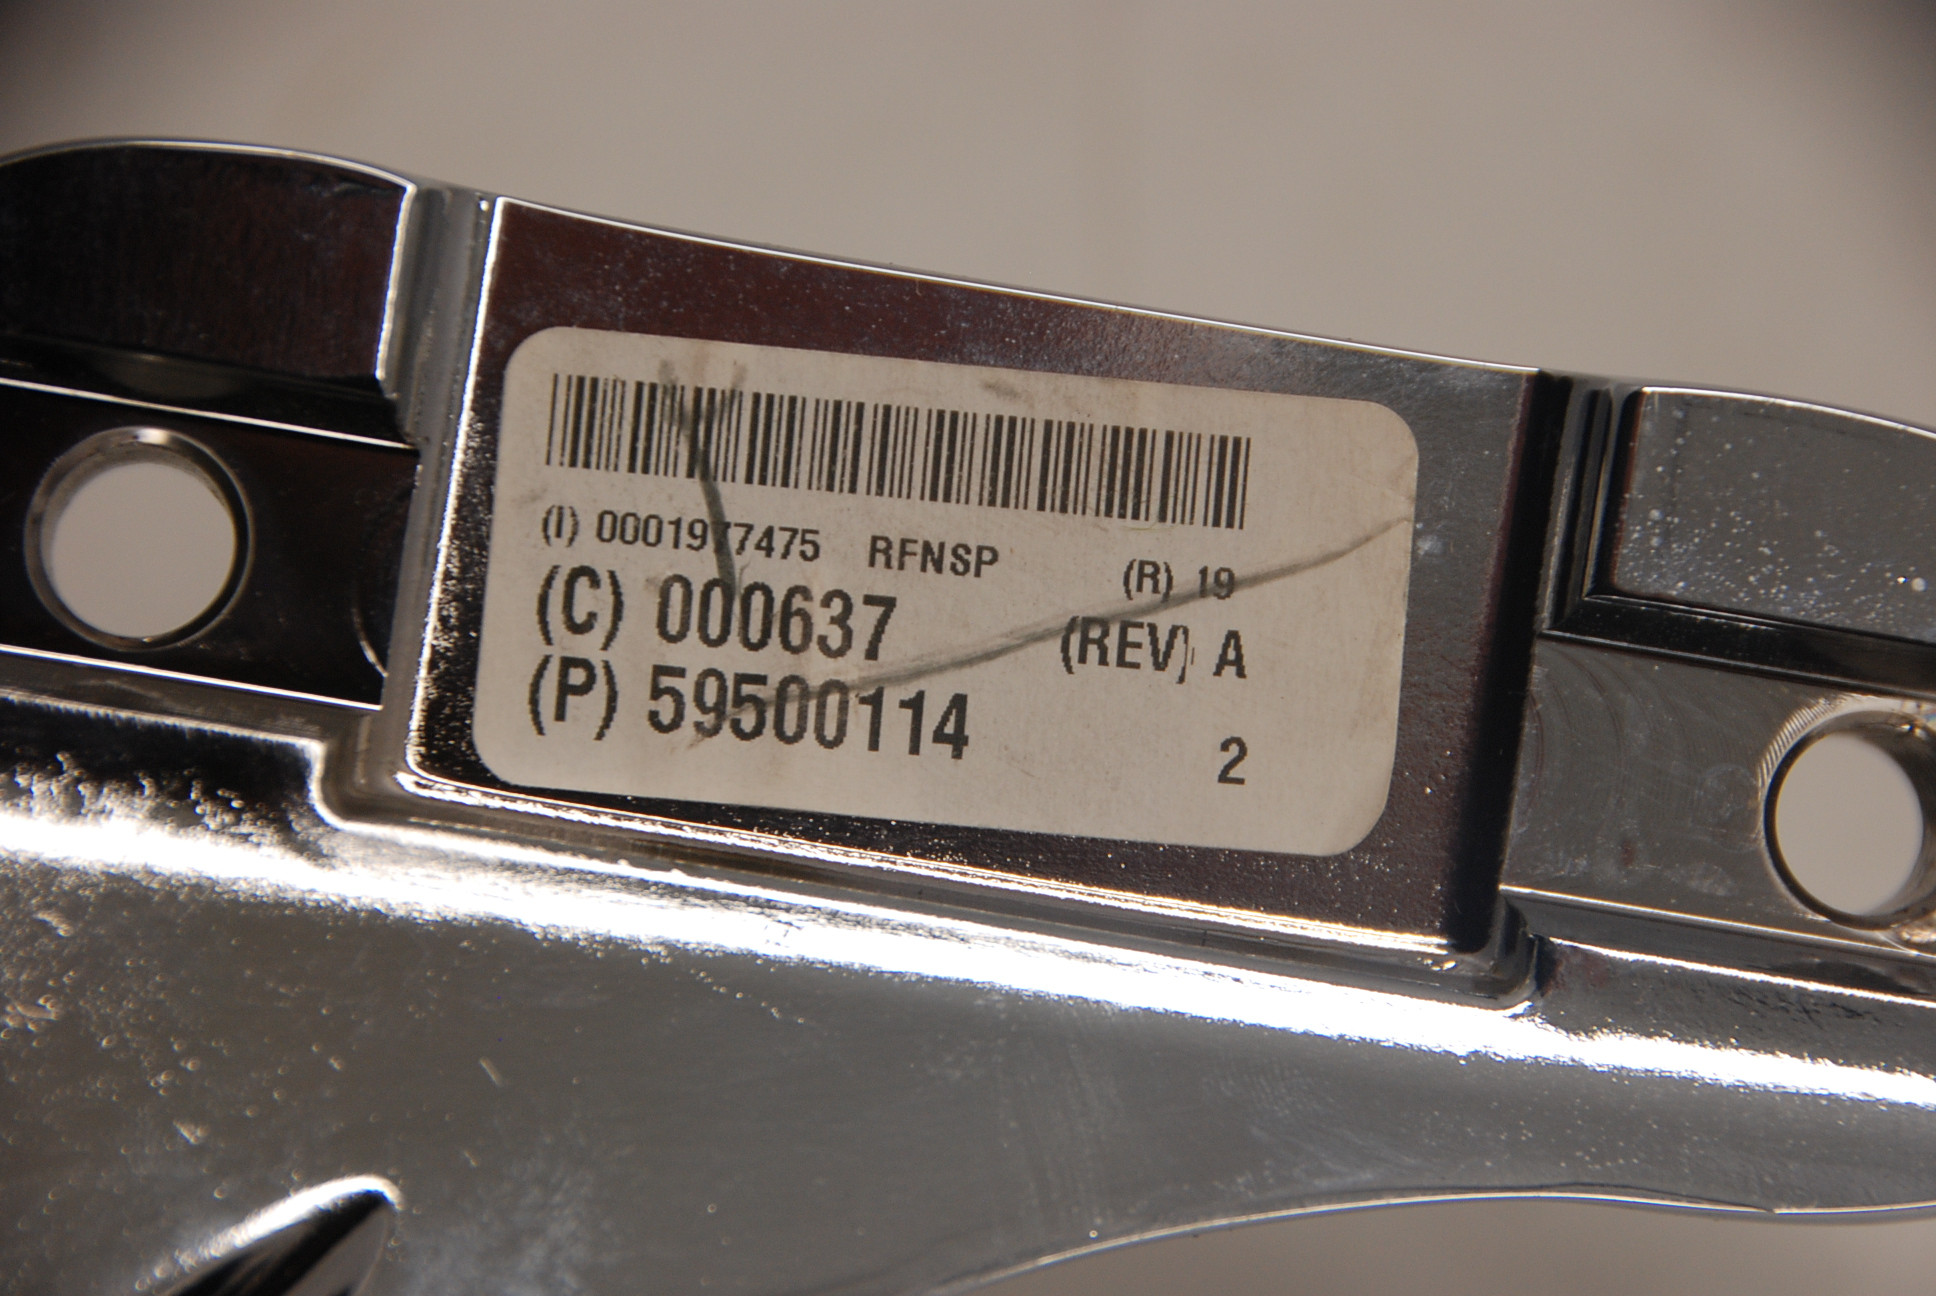 (I) 0001977475 RFNSP (R) 19
(C) 000637 (REV) A
(P) 59500114 2